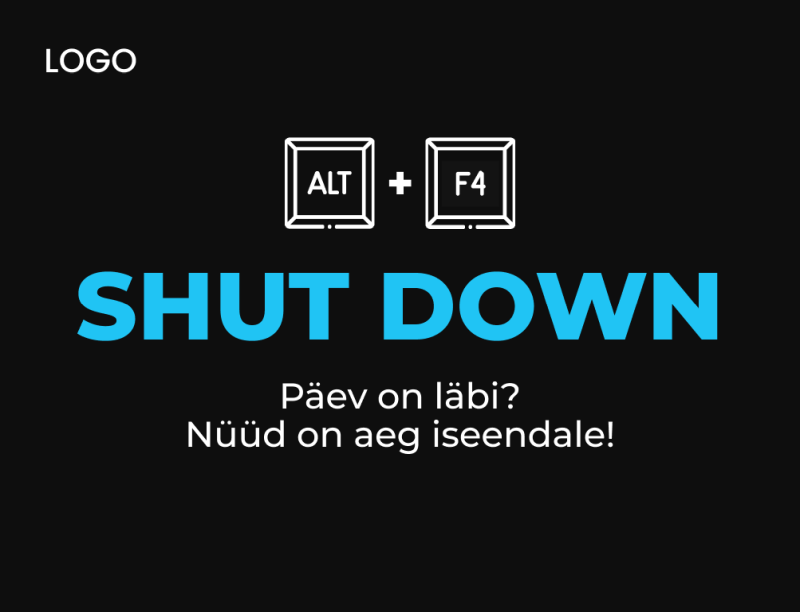 LOGO
ALT + F4
SHUT DOWN
Päev on läbi?
Nüüd on aeg iseendale!